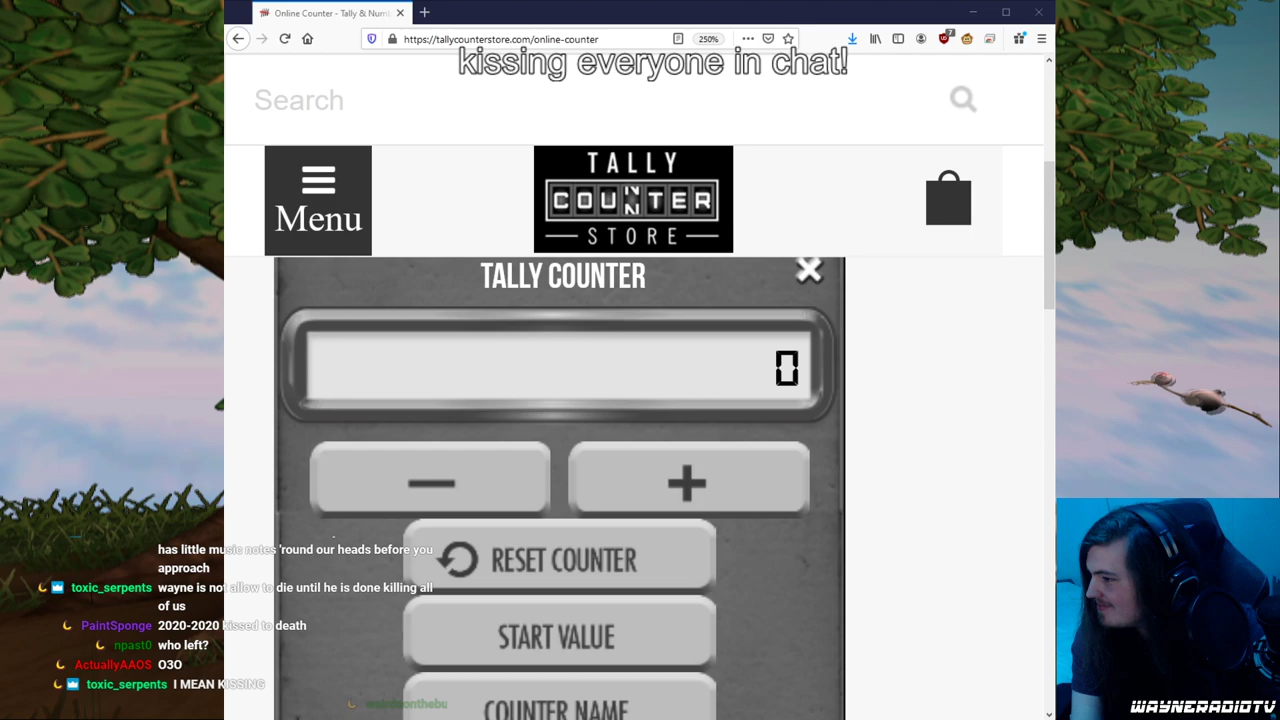 Online Counter - Tally & Num
https://tallycounterstore.com/online-counter
250%
7
kissing everyone in chat!
Search
Menu
TALLY
COUNTER
STORE
TALLY COUNTER
0
RESET COUNTER
START VALUE
COUNTER NAME
has little music notes 'round our heads before you
approach
toxic_serpents wayne is not allow to die until he is done killing all
of us
PaintSponge 2020-2020 kissed to death
npast0 who left?
ActuallyAAOS O3O
toxic_serpents I MEAN KISSING
WAYNERADIOTV